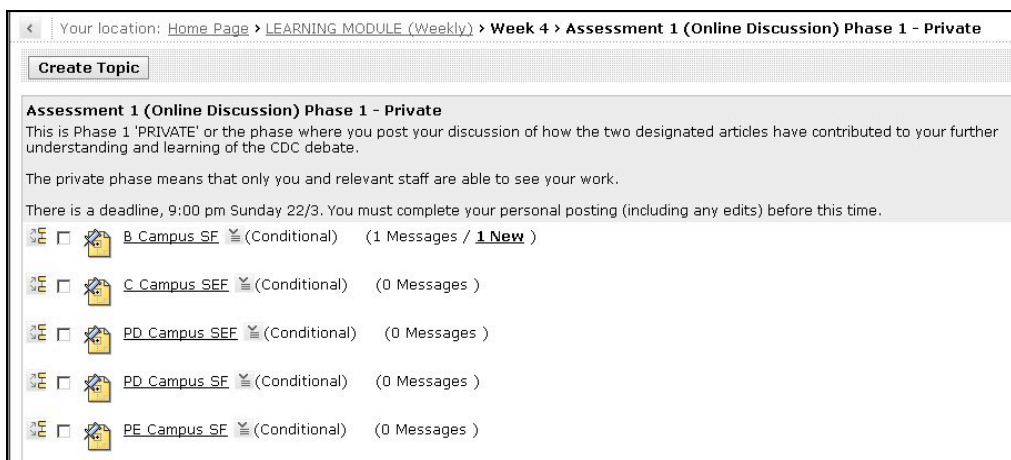 Your location: Home Page > LEARNING MODULE (Weekly) > Week 4 > Assessment 1 (Online Discussion) Phase 1 - Private
Create Topic
Assessment 1 (Online Discussion) Phase 1 - Private
This is Phase 1 'PRIVATE' or the phase where you post your discussion of how the two designated articles have contributed to your further
understanding and learning of the CDC debate.
The private phase means that only you and relevant staff are able to see your work.
There is a deadline, 9:00 pm Sunday 22/3. You must complete your personal posting (including any edits) before this time.
B Campus SF (Conditional) (1 Messages / 1 New )
C Campus SEF (Conditional) (0 Messages )
PD Campus SEF (Conditional) (0 Messages )
PD Campus SF (Conditional) (0 Messages )
PE Campus SF (Conditional) (0 Messages )